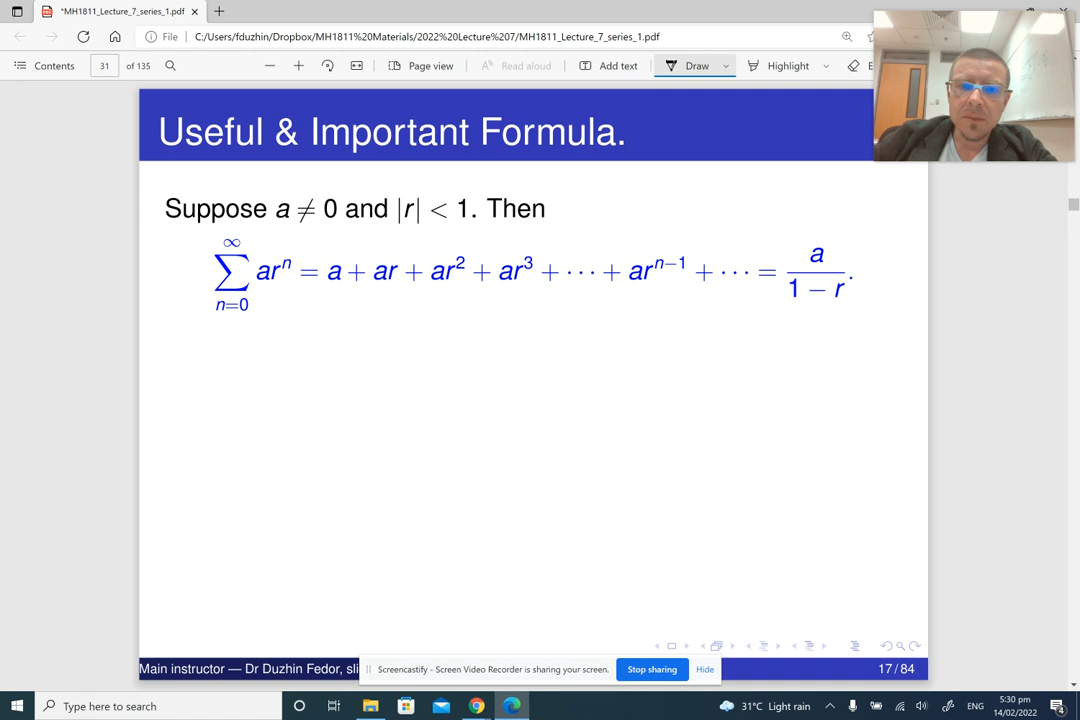 *MH1811_Lecture_7_series_1.pdf
File C:/Users/fduzhin/Dropbox/MH1811%20Materials/2022%20Lecture%207/MH1811_Lecture_7_series_1.pdf
Contents 31 of 135 Page view Read aloud Add text Draw Highlight
Useful & Important Formula.
Suppose a ≠ 0 and |r| < 1. Then
∑_{n=0}^{∞} ar^n = a + ar + ar^2 + ar^3 + ··· + ar^{n−1} + ··· = a/(1 − r).
Main instructor — Dr Duzhin Fedor, sli 17/84
Screencastify - Screen Video Recorder is sharing your screen. Stop sharing Hide
Type here to search 31°C Light rain ENG 5:30 pm
14/02/2022 4